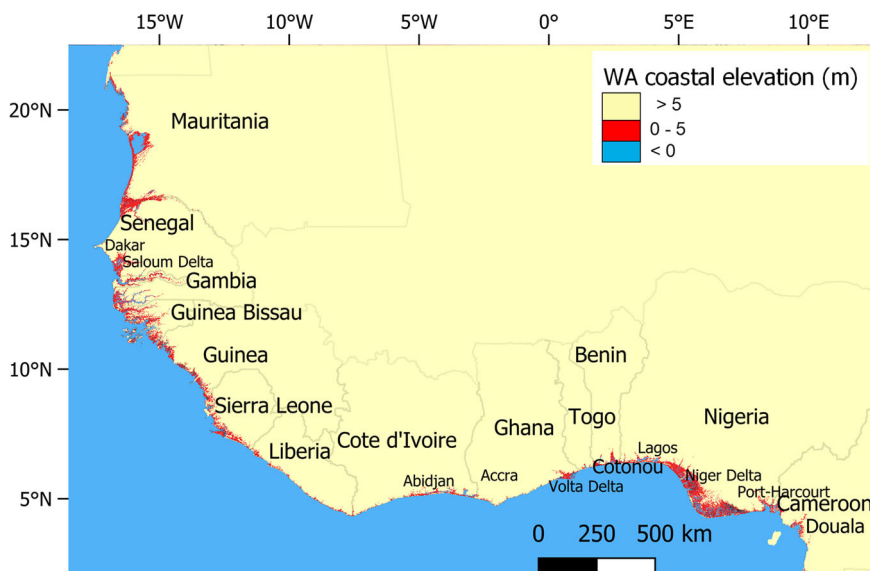 15°W 10°W 5°W 0° 5°E 10°E
WA coastal elevation (m)
> 5
0 - 5
< 0
20°N
Mauritania
15°N
Senegal
Dakar
Saloum Delta
Gambia
Guinea Bissau
10°N
Guinea
Benin
Sierra Leone
Liberia
Cote d'Ivoire
Ghana
Togo
Nigeria
Lagos
Cotonou
5°N
Abidjan
Accra
Volta Delta
Niger Delta
Port-Harcourt
Cameroon
Douala
0 250 500 km